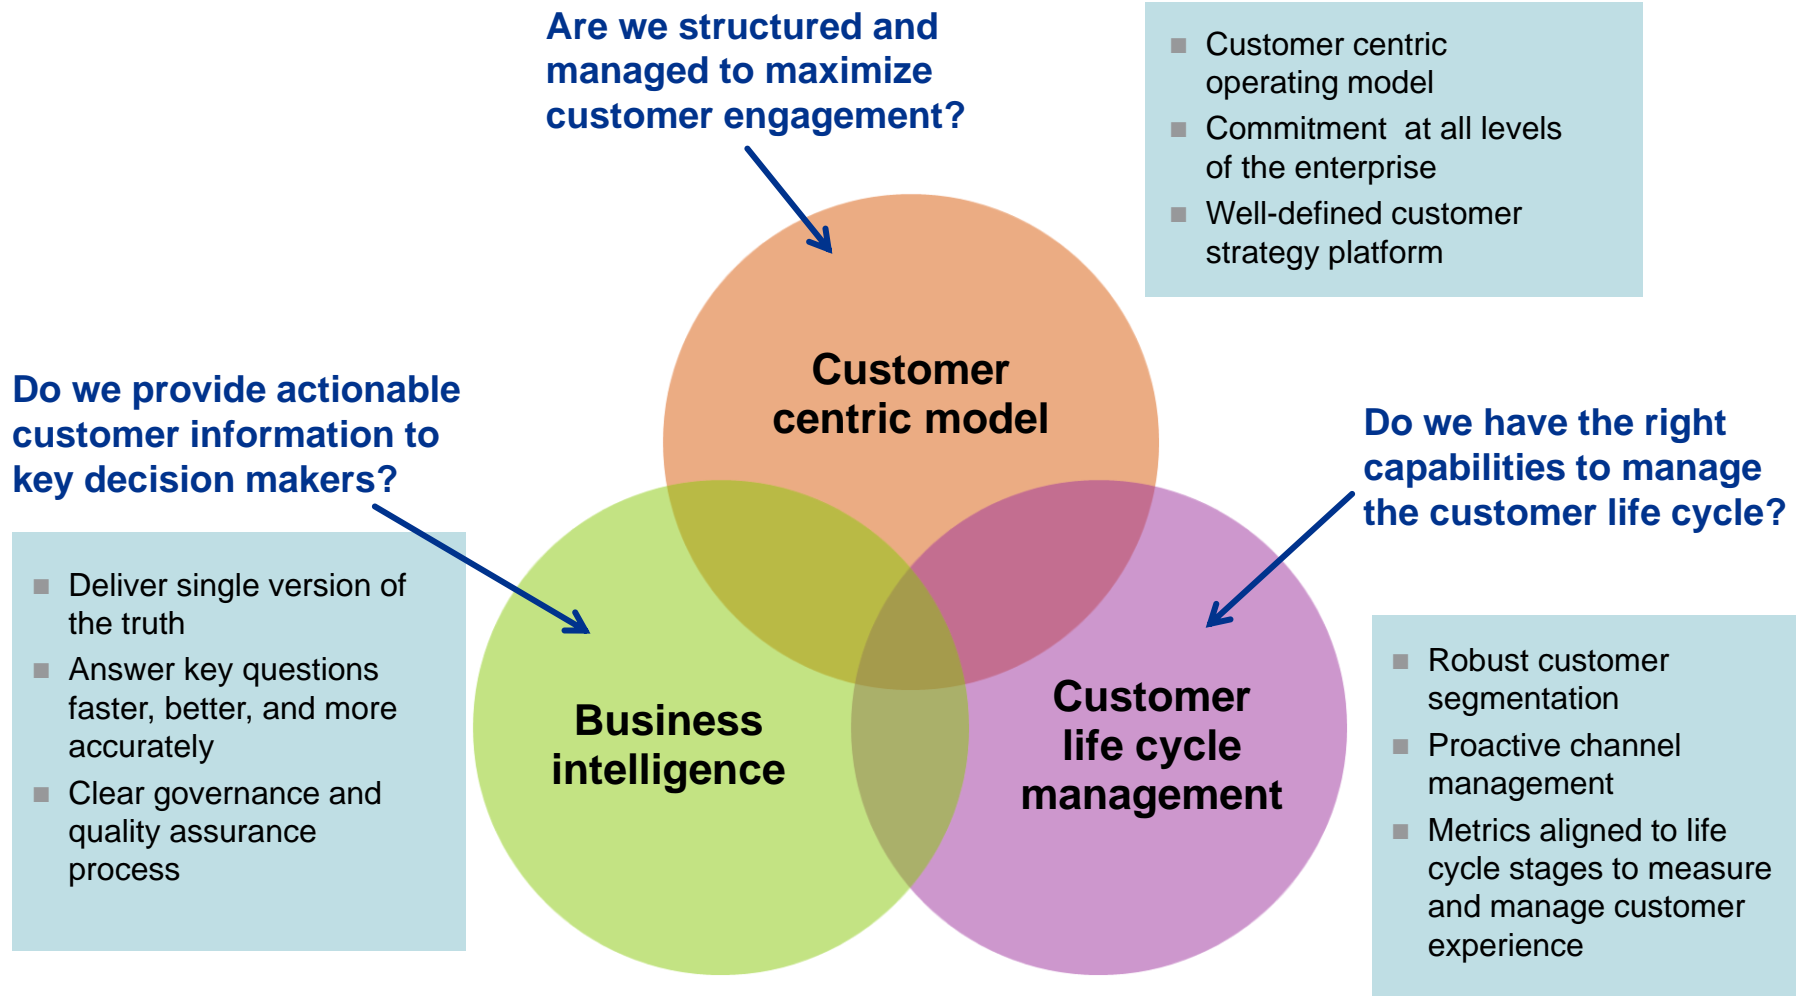 Are we structured and
managed to maximize
customer engagement?
Customer centric
operating model
Commitment at all levels
of the enterprise
Well-defined customer
strategy platform
Customer
centric model
Do we provide actionable
customer information to
key decision makers?
Deliver single version of
the truth
Answer key questions
faster, better, and more
accurately
Clear governance and
quality assurance
process
Business
intelligence
Do we have the right
capabilities to manage
the customer life cycle?
Customer
life cycle
management
Robust customer
segmentation
Proactive channel
management
Metrics aligned to life
cycle stages to measure
and manage customer
experience